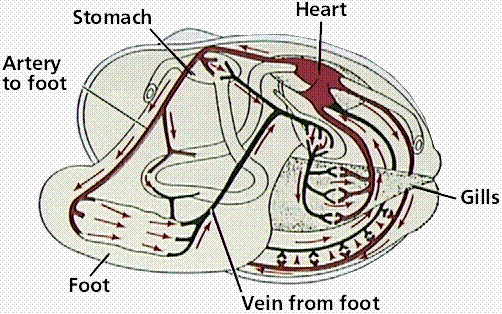 Heart
Stomach
Artery
to foot
Gills
Foot
Vein from foot